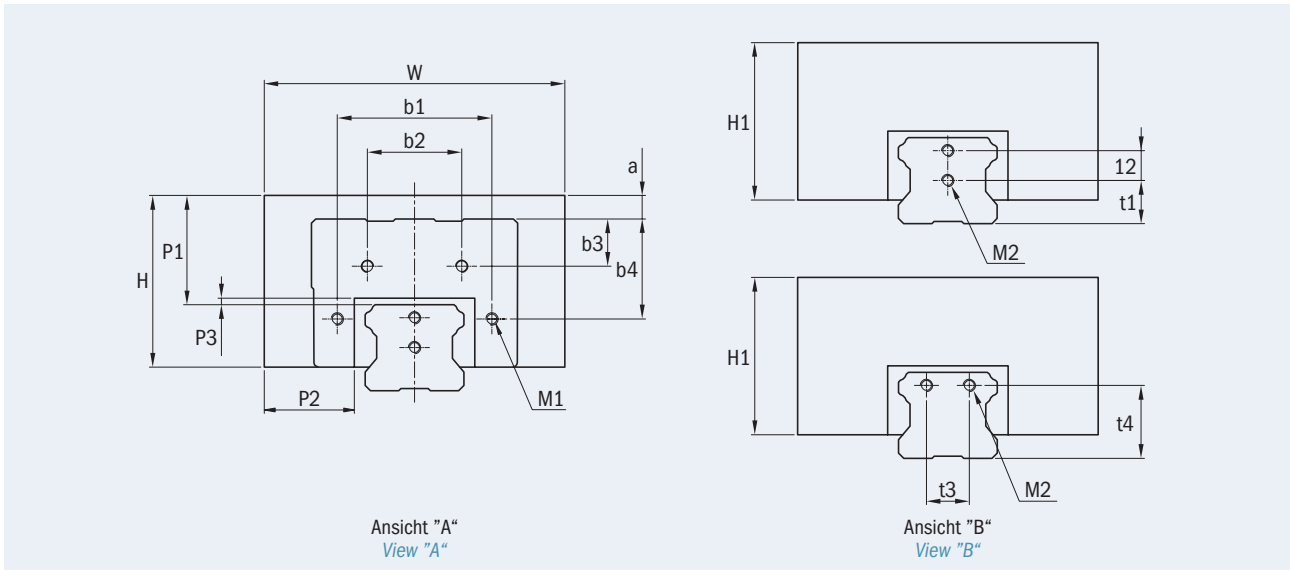 W
b1
b2
a
H
P1
b3
b4
P3
P2
M1
Ansicht "A“
View "A“
H1
12
t1
M2
H1
t4
t3
M2
Ansicht "B“
View "B“